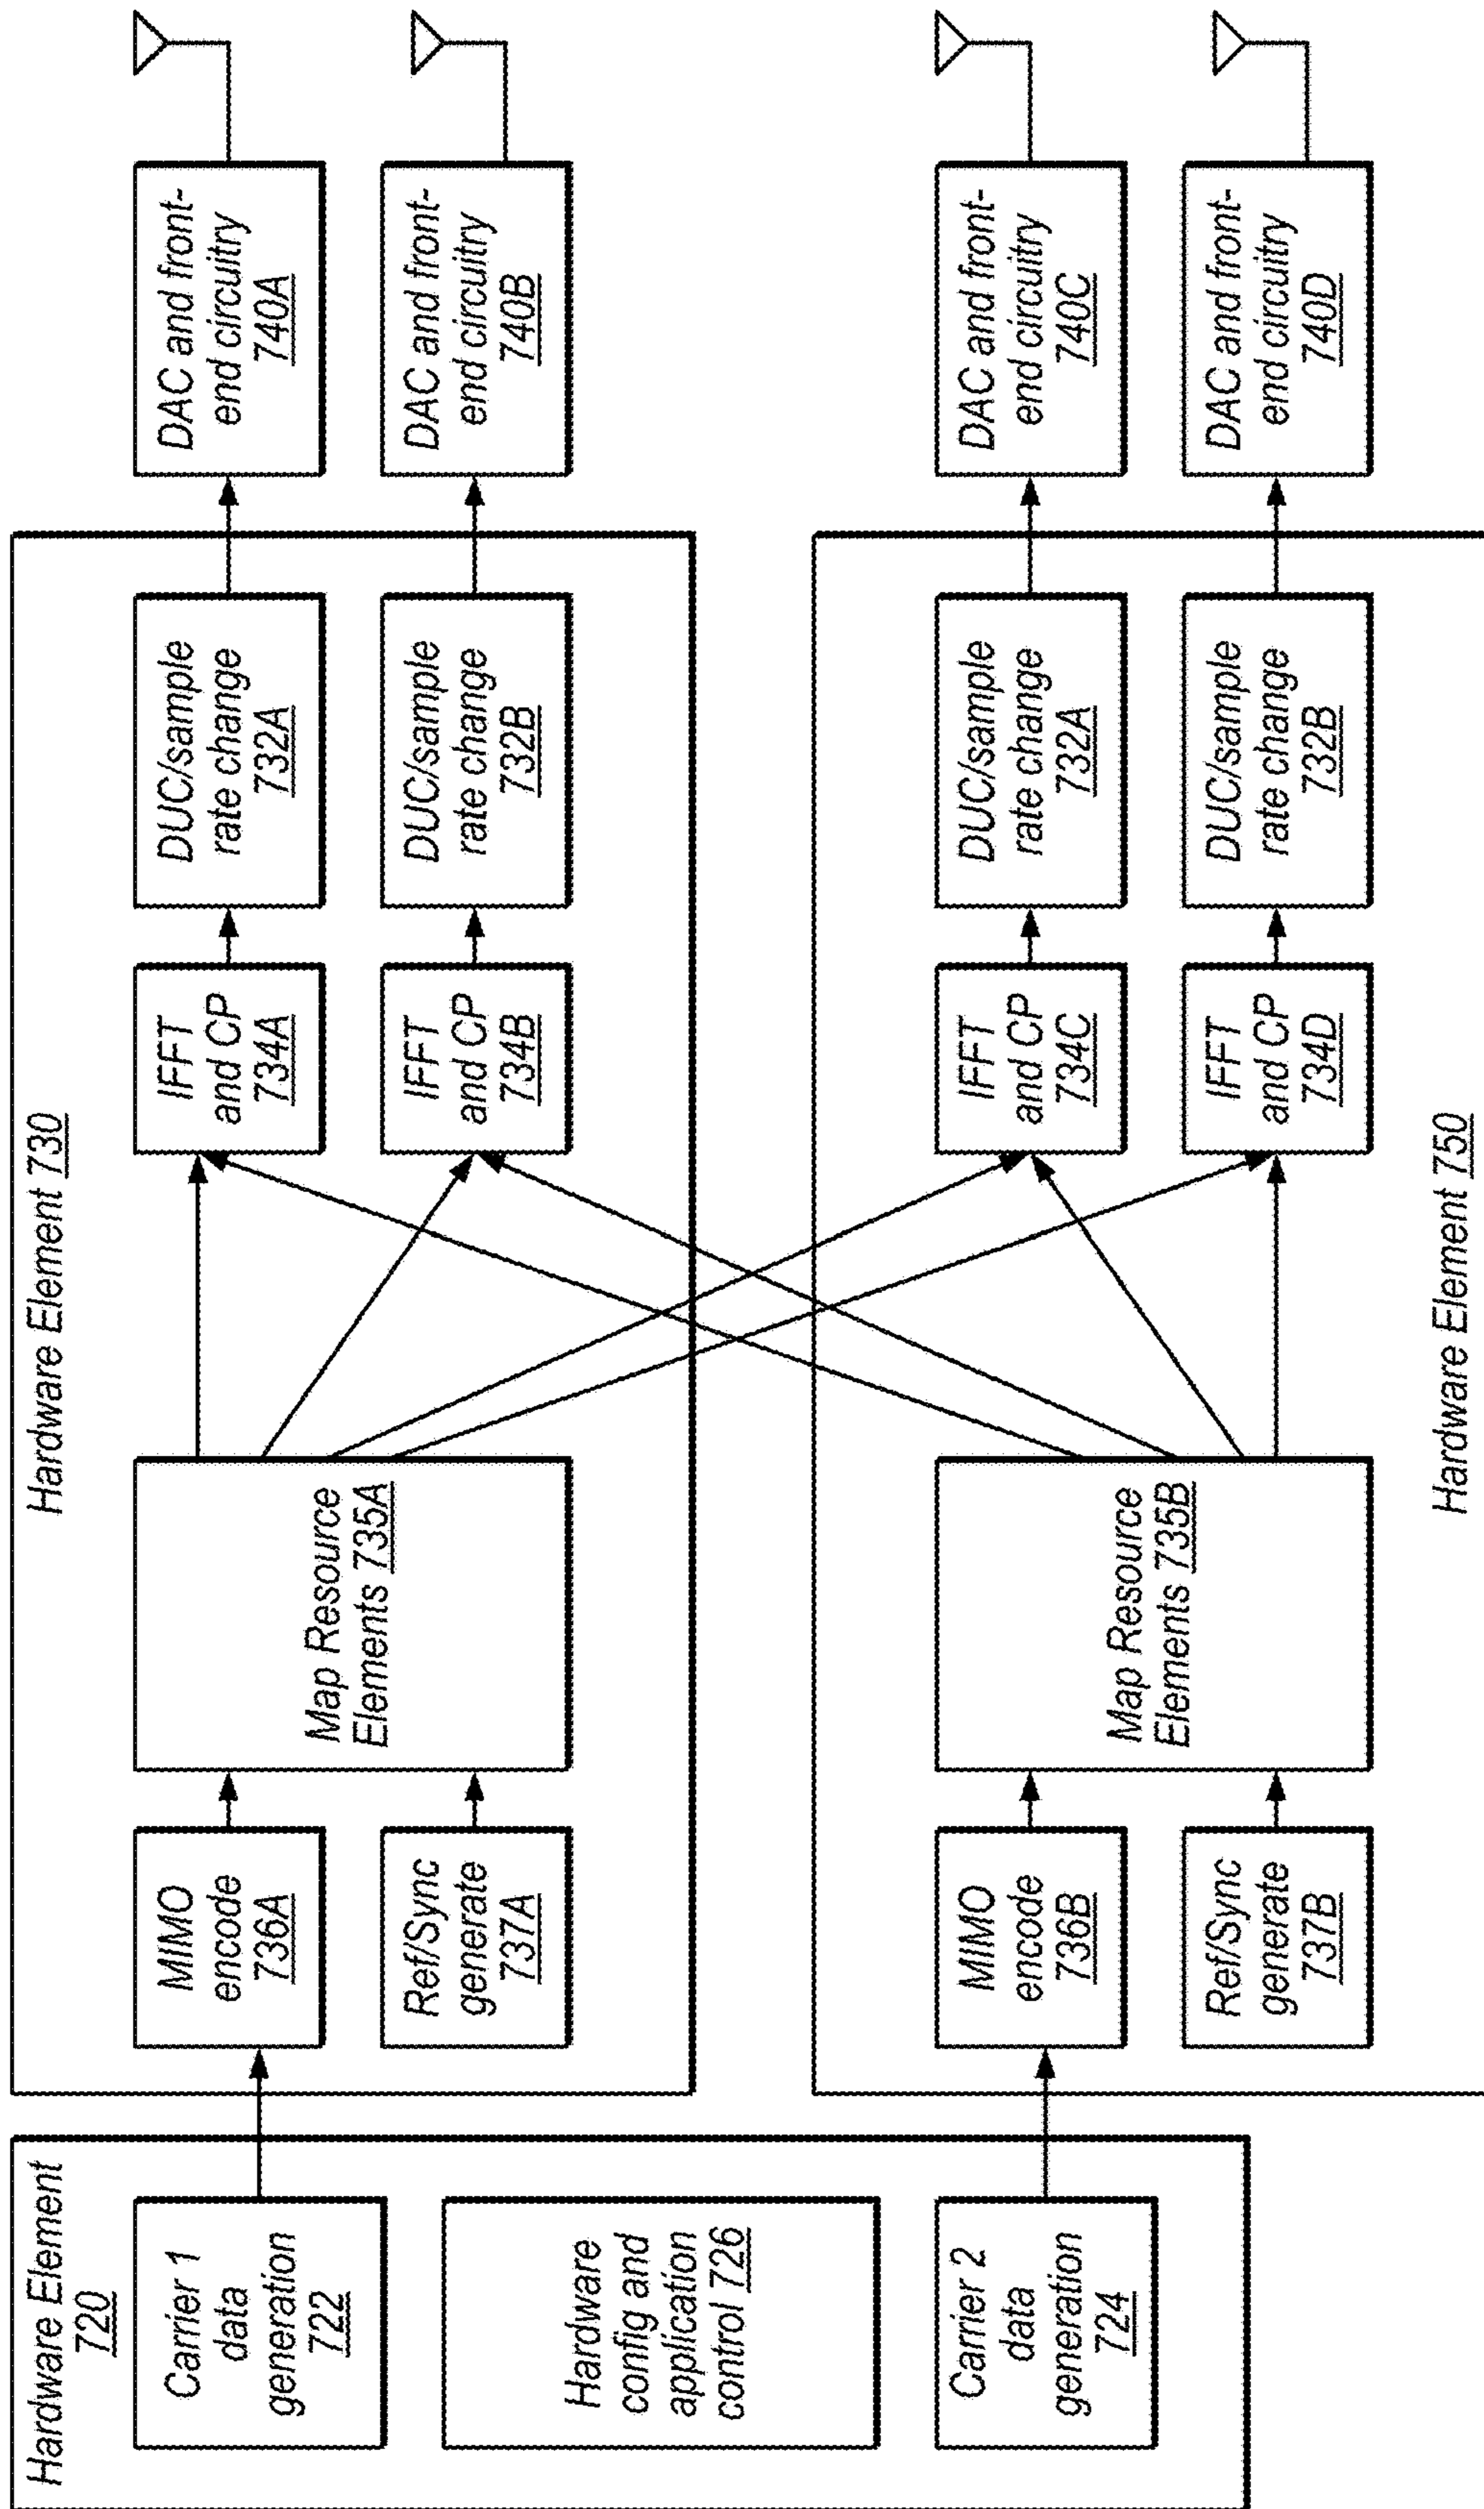 Hardware Element
720
Carrier 1
data
generation
722
Hardware
config and
application
control 726
Carrier 2
data
generation
724
Hardware Element 730
MIMO
encode
736A
Ref/Sync
generate
737A
Map Resource
Elements 735A
IFFT
and CP
734A
IFFT
and CP
734B
DUC/sample
rate change
732A
DUC/sample
rate change
732B
DAC and front-
end circuitry
740A
DAC and front-
end circuitry
740B
MIMO
encode
736B
Ref/Sync
generate
737B
Map Resource
Elements 735B
IFFT
and CP
734C
IFFT
and CP
734D
DUC/sample
rate change
732A
DUC/sample
rate change
732B
DAC and front-
end circuitry
740C
DAC and front-
end circuitry
740D
Hardware Element 750